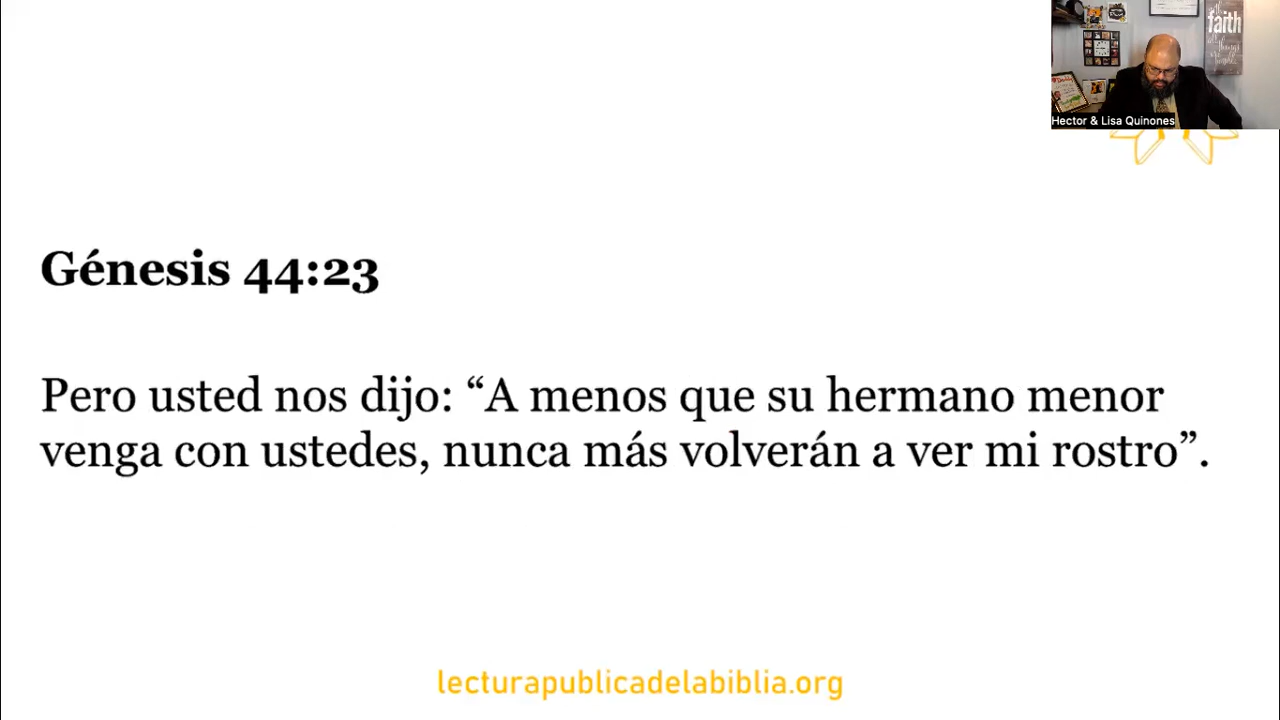 faith
Hector & Lisa Quinones
Génesis 44:23
Pero usted nos dijo: “A menos que su hermano menor
venga con ustedes, nunca más volverán a ver mi rostro”.
lecturapublicadelabiblia.org